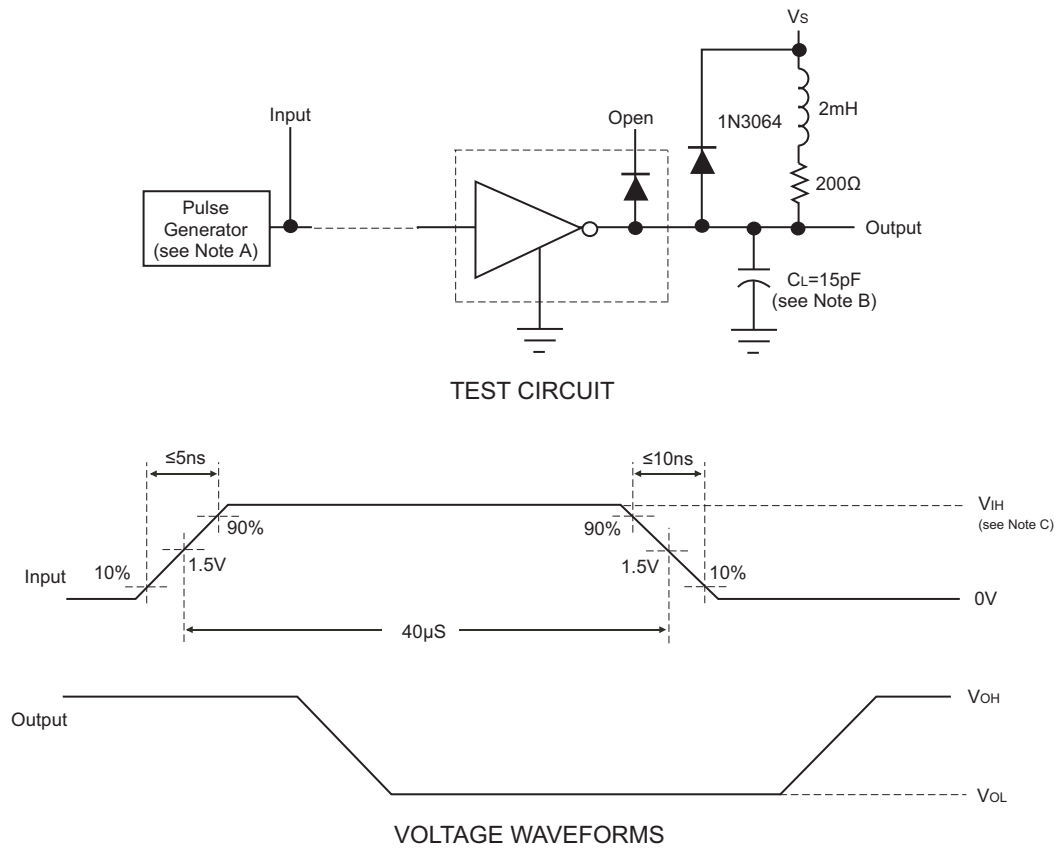 Vs
Input
Open
1N3064
2mH
200Ω
Pulse
Generator
(see Note A)
Output
CL=15pF
(see Note B)
TEST CIRCUIT
≤5ns
≤10ns
VIH
(see Note C)
90%
90%
1.5V
1.5V
10%
10%
Input
0V
40μS
VOH
Output
VOL
VOLTAGE WAVEFORMS